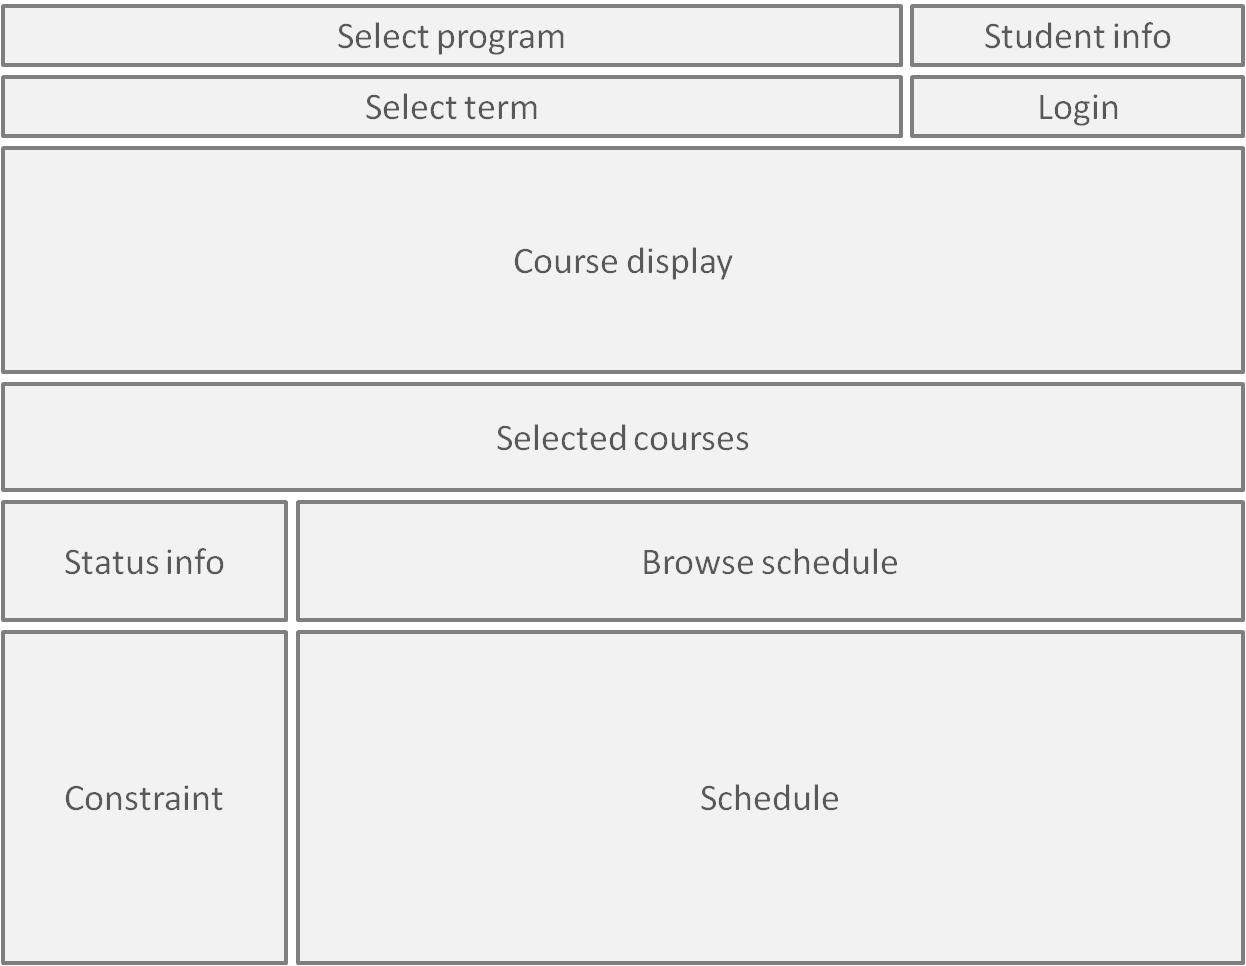 Select program
Student info
Select term
Login
Course display
Selected courses
Status info
Browse schedule
Constraint
Schedule